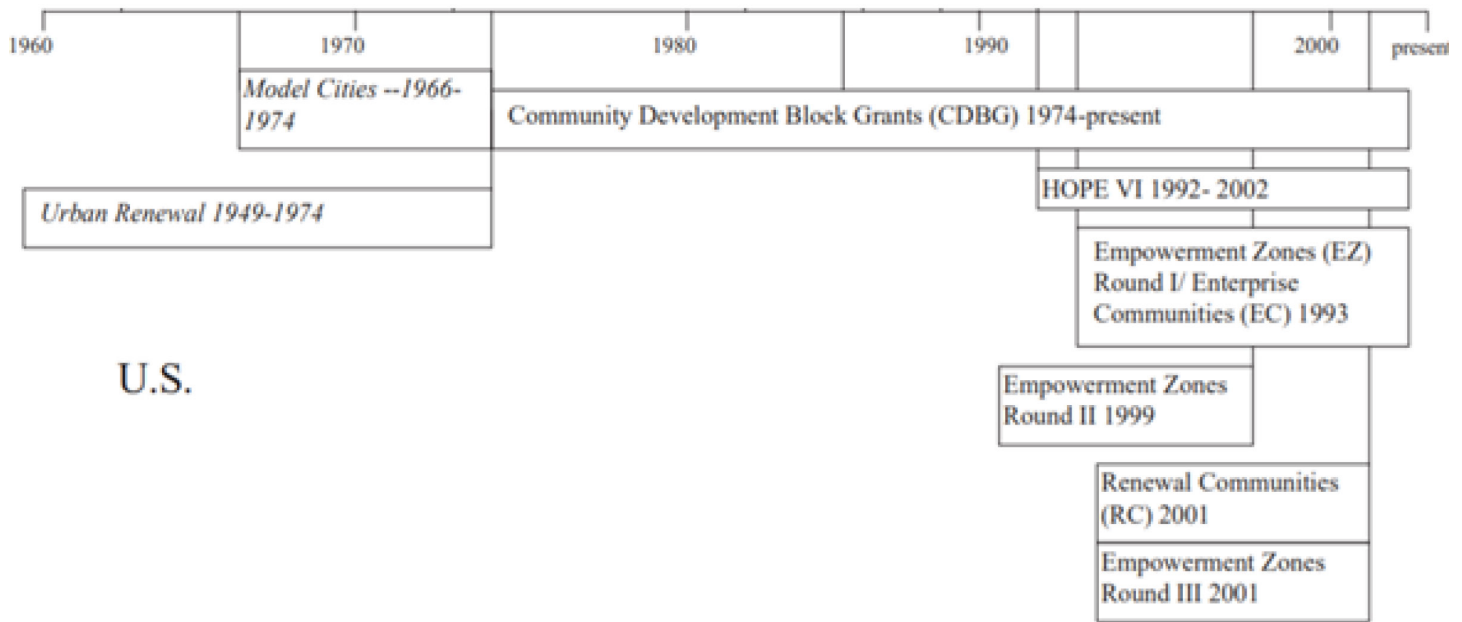 1960 1970 1980 1990 2000 present
Model Cities --1966-
1974
Community Development Block Grants (CDBG) 1974-present
HOPE VI 1992- 2002
Urban Renewal 1949-1974
Empowerment Zones (EZ)
Round I/ Enterprise
Communities (EC) 1993
U.S.
Empowerment Zones
Round II 1999
Renewal Communities
(RC) 2001
Empowerment Zones
Round III 2001